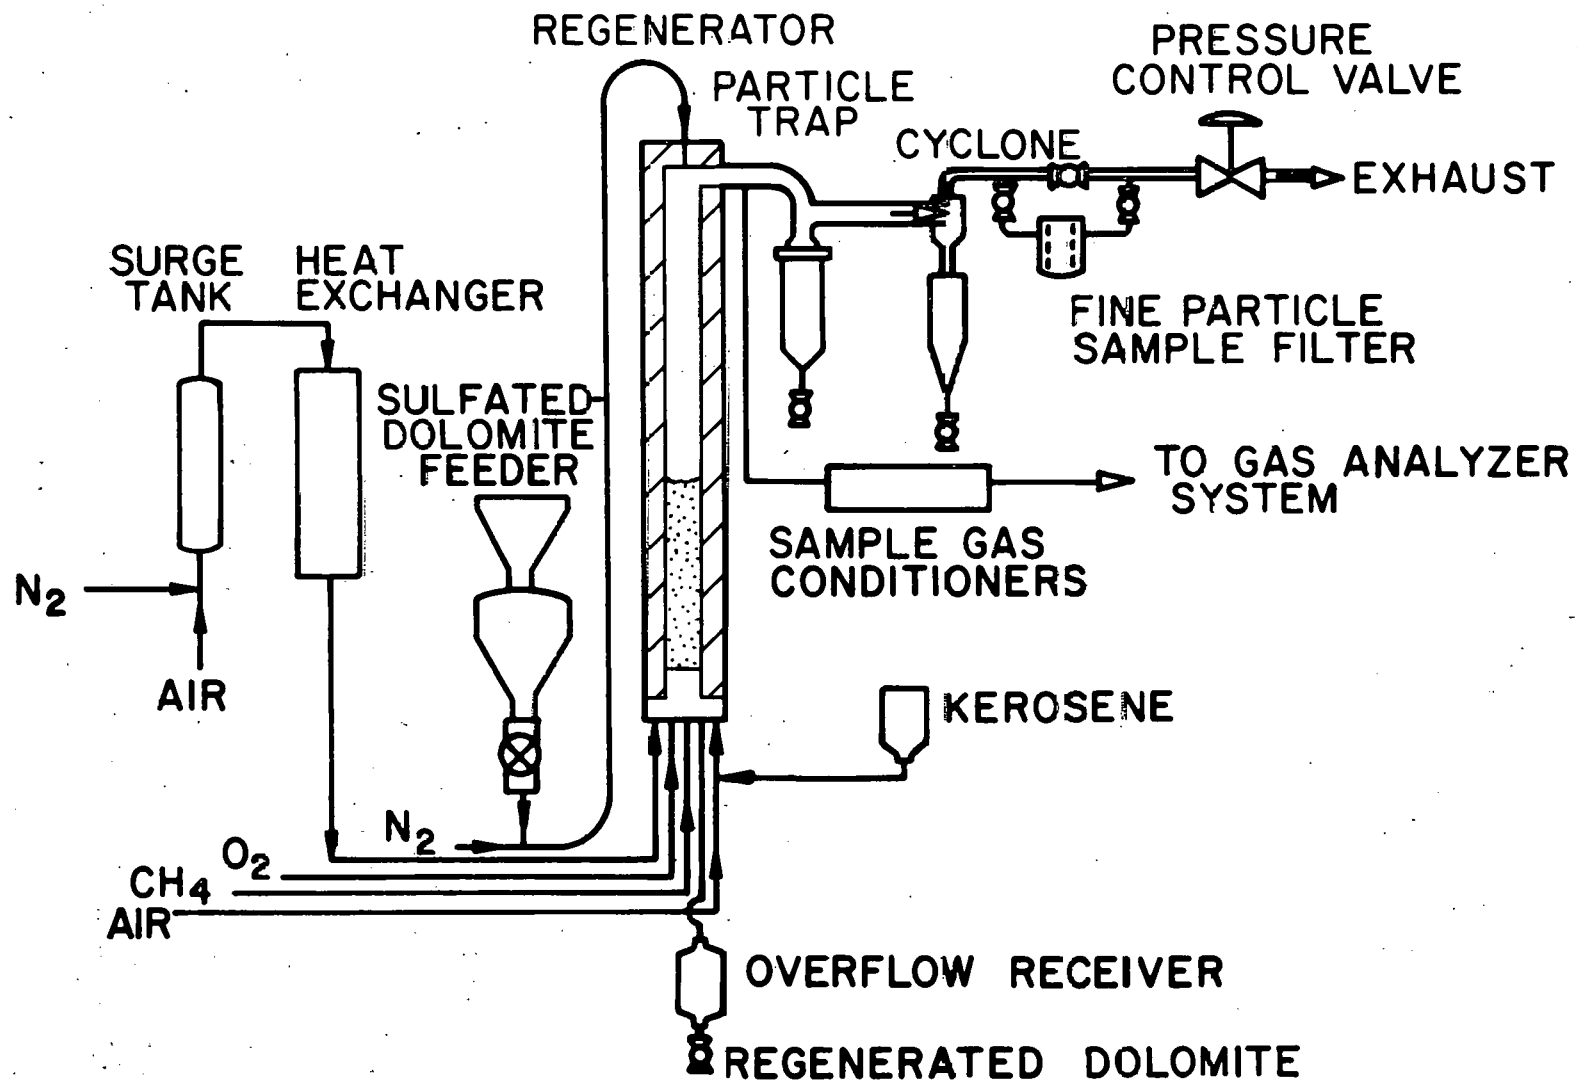 REGENERATOR
PARTICLE
TRAP
PRESSURE
CONTROL VALVE
CYCLONE
EXHAUST
SURGE
TANK
HEAT
EXCHANGER
FINE PARTICLE
SAMPLE FILTER
SULFATED
DOLOMITE
FEEDER
TO GAS ANALYZER
SYSTEM
SAMPLE GAS
CONDITIONERS
N2
AIR
KEROSENE
N2
O2
CH4
AIR
OVERFLOW RECEIVER
REGENERATED DOLOMITE